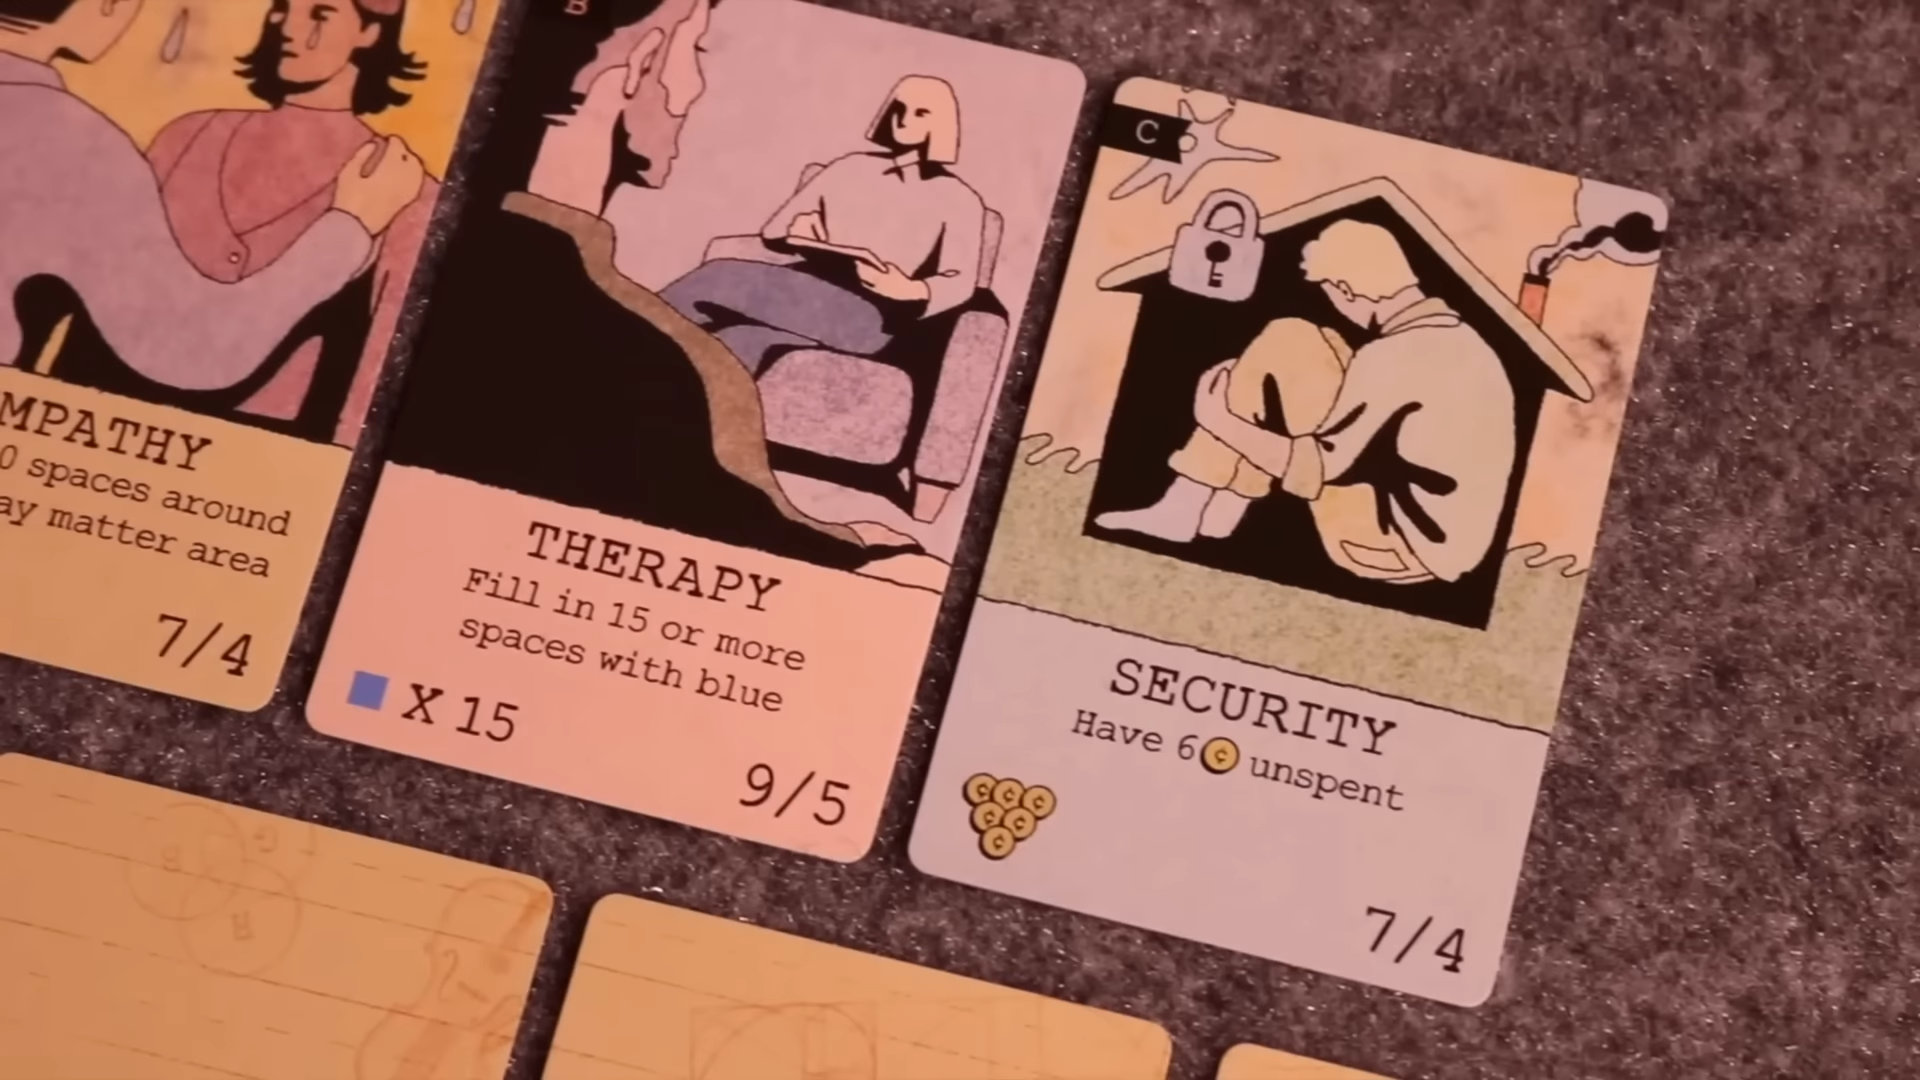 MPATHY
0 spaces around
ay matter area
7/4
B
THERAPY
Fill in 15 or more
spaces with blue
X 15
9/5
C
SECURITY
Have 6¢ unspent
7/4